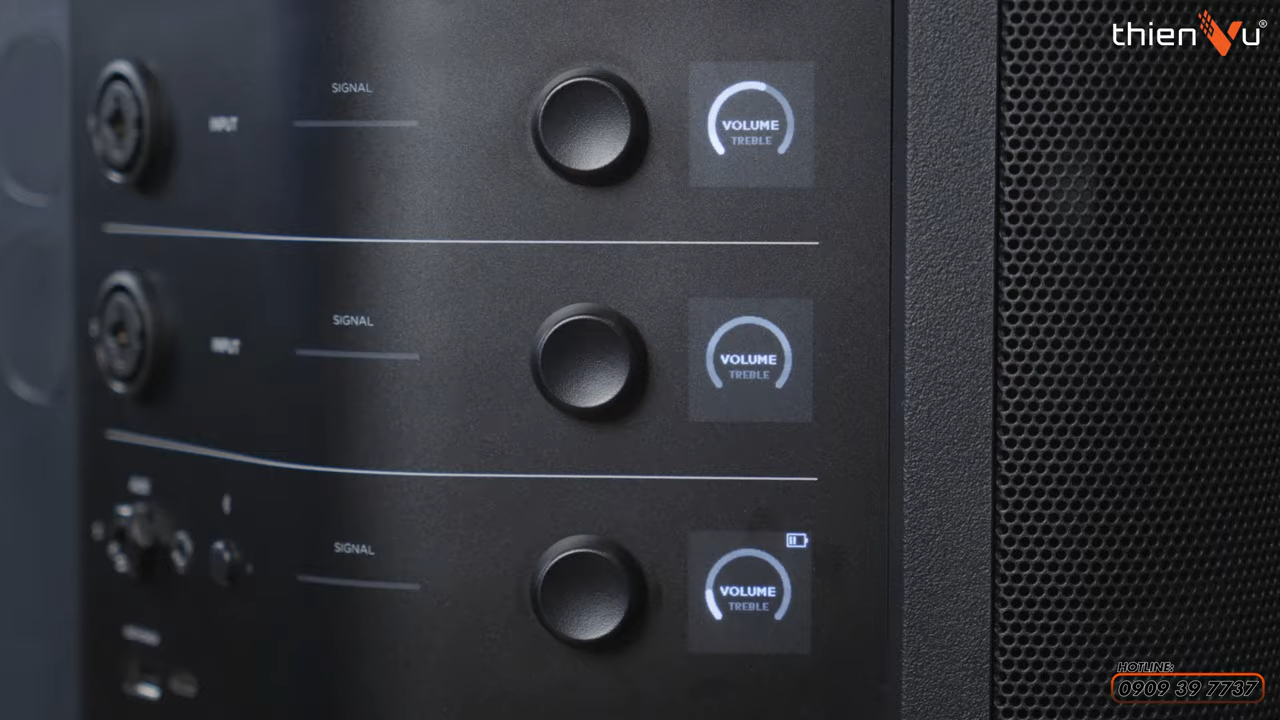 thienVu®
SIGNAL
INPUT
VOLUME
TREBLE
SIGNAL
INPUT
VOLUME
TREBLE
SIGNAL
VOLUME
TREBLE
HOTLINE:
0909 39 7737